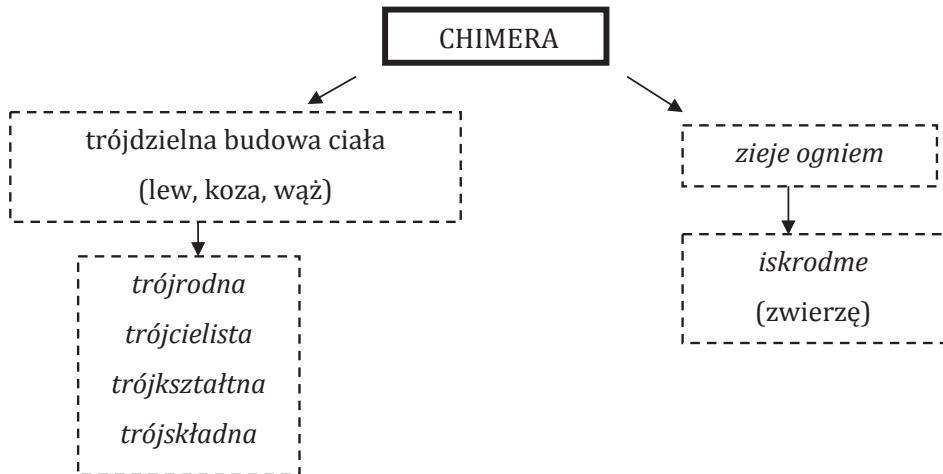 CHIMERA
trójdzielna budowa ciała
(lew, koza, wąż)
zieje ogniem
trójrodna
trójcielista
trójkształtna
trójskładna
iskrodme
(zwierzę)